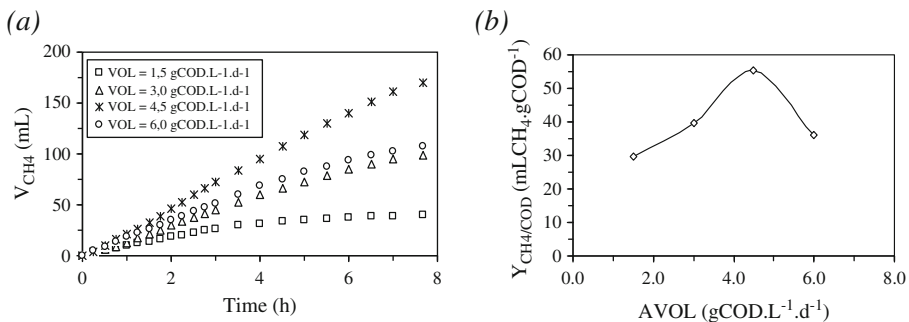 (a)
200
150
100
50
0
V_CH4 (mL)
VOL = 1,5 gCOD.L-1.d-1
VOL = 3,0 gCOD.L-1.d-1
VOL = 4,5 gCOD.L-1.d-1
VOL = 6,0 gCOD.L-1.d-1
0 2 4 6 8
Time (h)
(b)
60
50
40
30
20
10
0
Y_CH4/COD (mLCH₄.gCOD⁻¹)
0.0 2.0 4.0 6.0 8.0
AVOL (gCOD.L⁻¹.d⁻¹)